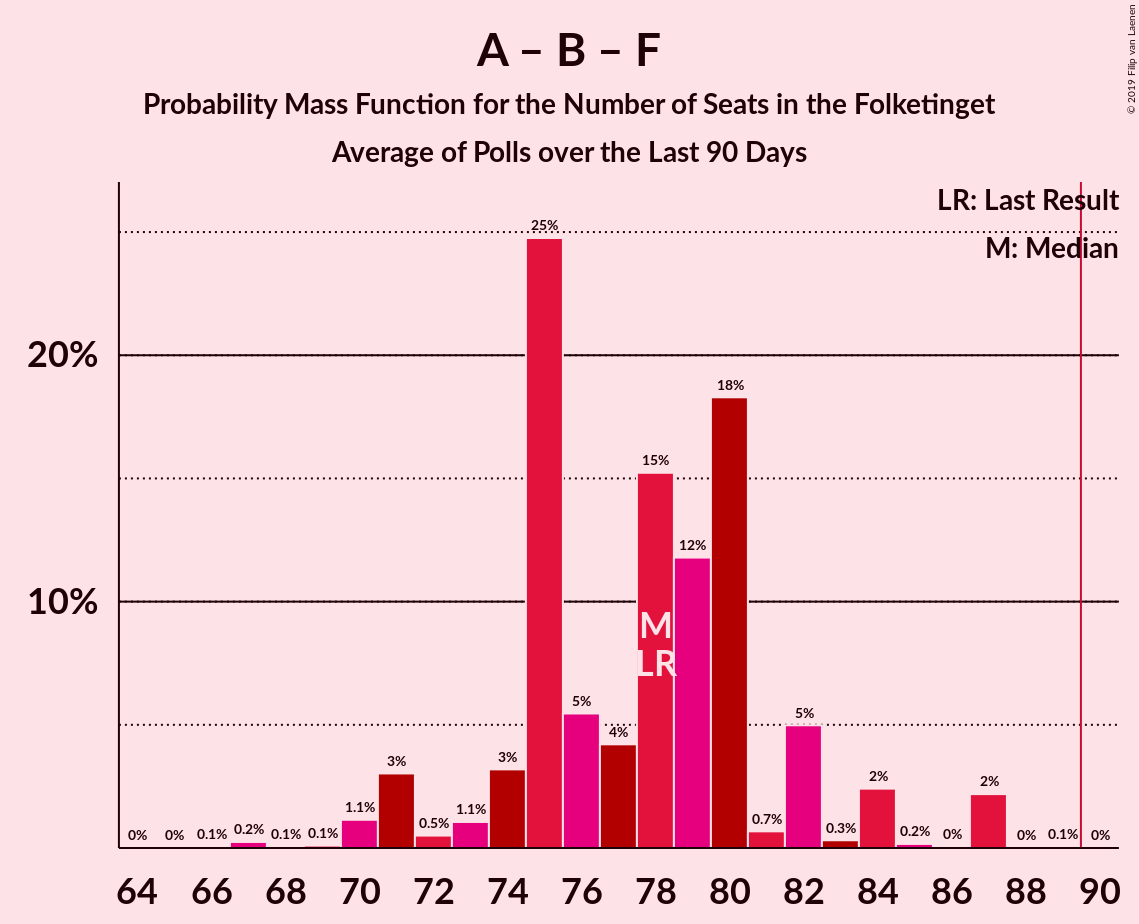 A – B – F
Probability Mass Function for the Number of Seats in the Folketinget
Average of Polls over the Last 90 Days
© 2019 Filip van Laenen
LR: Last Result
M: Median
20%
10%
0% 0% 0.1% 0.2% 0.1% 0.1% 1.1% 3% 0.5% 1.1% 3% 25% 5% 4% 15% 12% 18% 0.7% 5% 0.3% 2% 0.2% 0% 2% 0% 0.1% 0%
M
LR
64 66 68 70 72 74 76 78 80 82 84 86 88 90